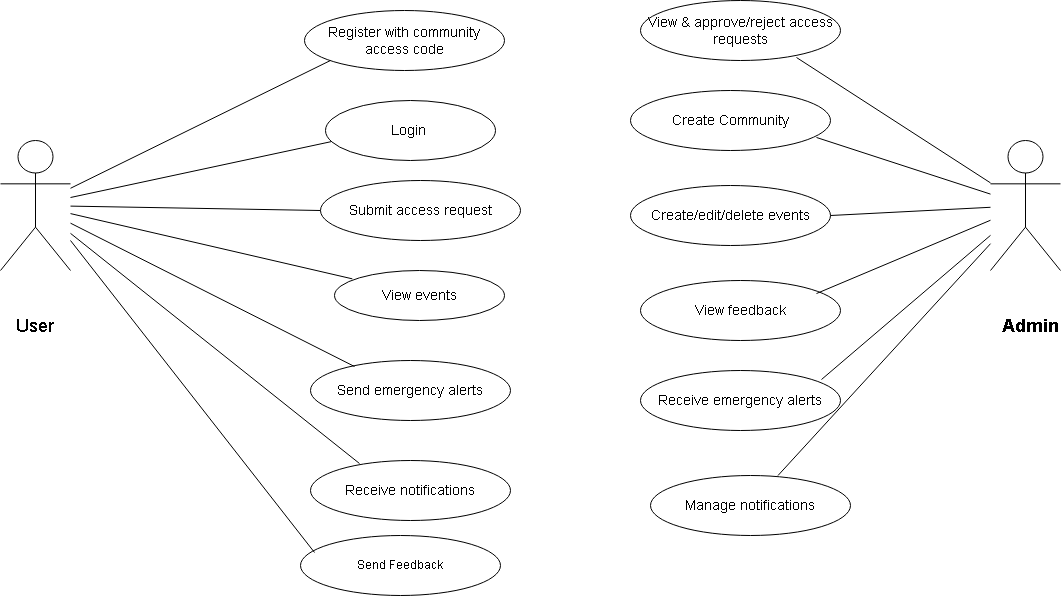 Register with community
access code
Login
Submit access request
View events
Send emergency alerts
Receive notifications
Send Feedback
User
View & approve/reject access
requests
Create Community
Create/edit/delete events
View feedback
Receive emergency alerts
Manage notifications
Admin